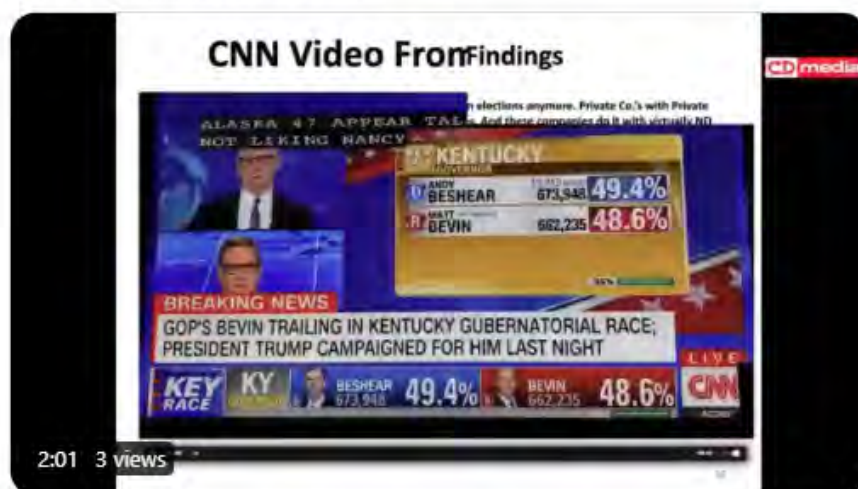 CNN Video From Findings
CD media
n elections anymore. Private Co.'s with Private
And these companies do it with virtually NO
ALASKA 47 APPEAR TAL
NOT LIKING NANCY
KENTUCKY
GOVERNOR
D ANDY BESHEAR 673,948 49.4%
R MATT BEVIN 662,235 48.6%
BREAKING NEWS
GOP'S BEVIN TRAILING IN KENTUCKY GUBERNATORIAL RACE;
PRESIDENT TRUMP CAMPAIGNED FOR HIM LAST NIGHT
LIVE
KEY RACE KY BESHEAR 673,948 49.4% BEVIN 662,235 48.6% CNN
2:01 3 views